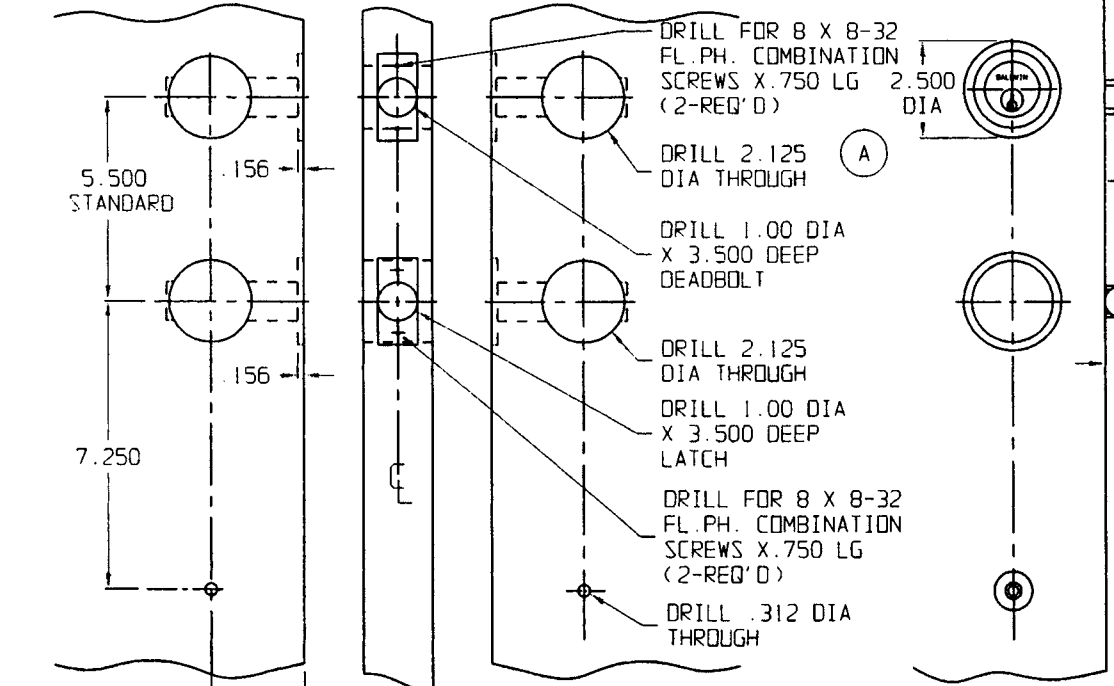 DRILL FOR 8 X 8-32
FL.PH. COMBINATION
SCREWS X.750 LG
(2-REQ'D)
2.500
DIA
BALDWIN
DRILL 2.125
DIA THROUGH
A
.156
5.500
STANDARD
DRILL 1.00 DIA
X 3.500 DEEP
DEADBOLT
DRILL 2.125
DIA THROUGH
.156
DRILL 1.00 DIA
X 3.500 DEEP
LATCH
7.250
CL
DRILL FOR 8 X 8-32
FL.PH. COMBINATION
SCREWS X.750 LG
(2-REQ'D)
DRILL .312 DIA
THROUGH